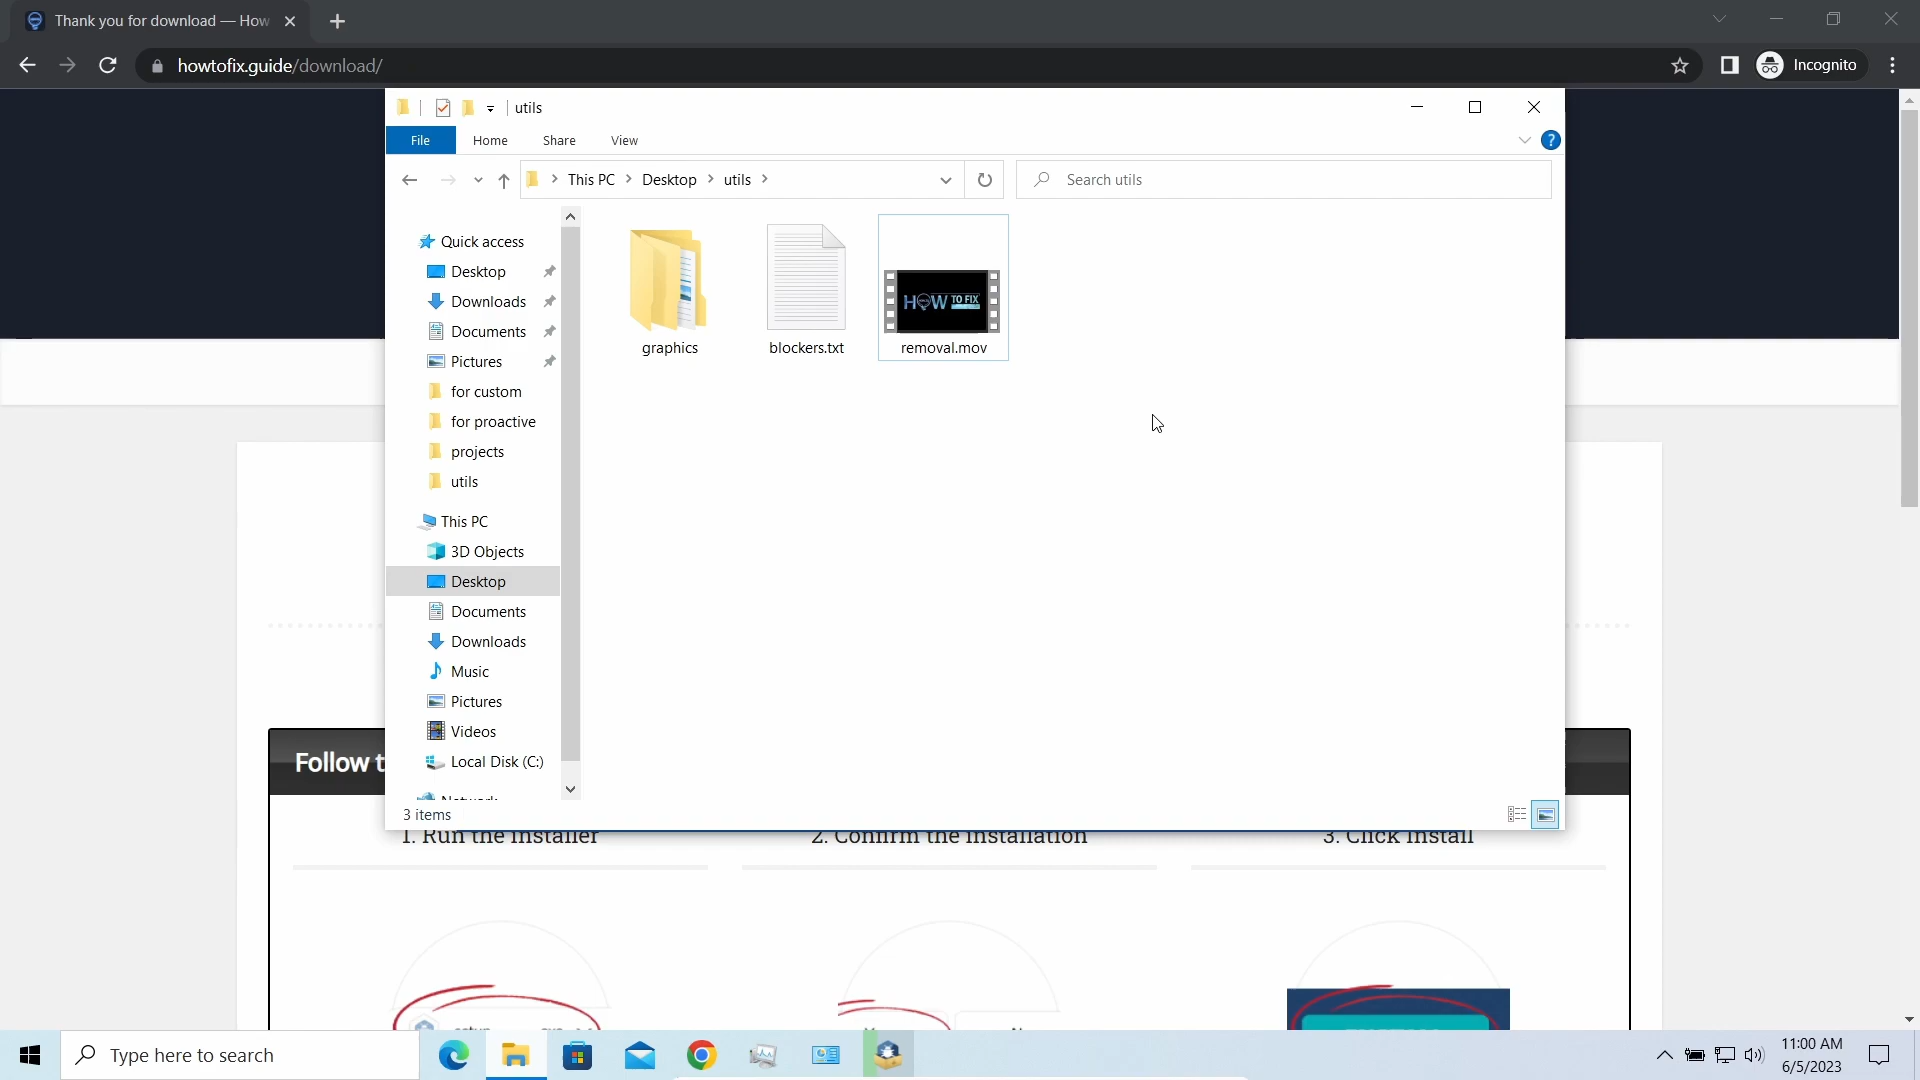 Thank you for download — How
howtofix.guide/download/
Incognito
utils
File Home Share View
This PC Desktop utils
Search utils
Quick access
Desktop
Downloads
Documents
Pictures
for custom
for proactive
projects
utils
This PC
3D Objects
Desktop
Documents
Downloads
Music
Pictures
Videos
Local Disk (C:)
HOW TO FIX
graphics
blockers.txt
removal.mov
3 items
Follow t
1. Run the installer
2. Confirm the installation
3. Click Install
Type here to search
11:00 AM
6/5/2023